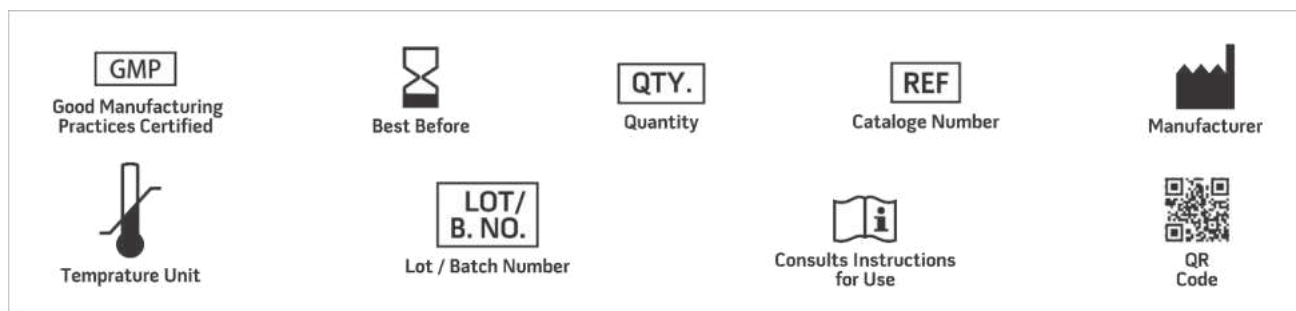 GMP
Good Manufacturing
Practices Certified
Best Before
QTY.
Quantity
REF
Cataloge Number
Manufacturer
Temprature Unit
LOT/
B. NO.
Lot / Batch Number
i
Consults Instructions
for Use
QR
Code